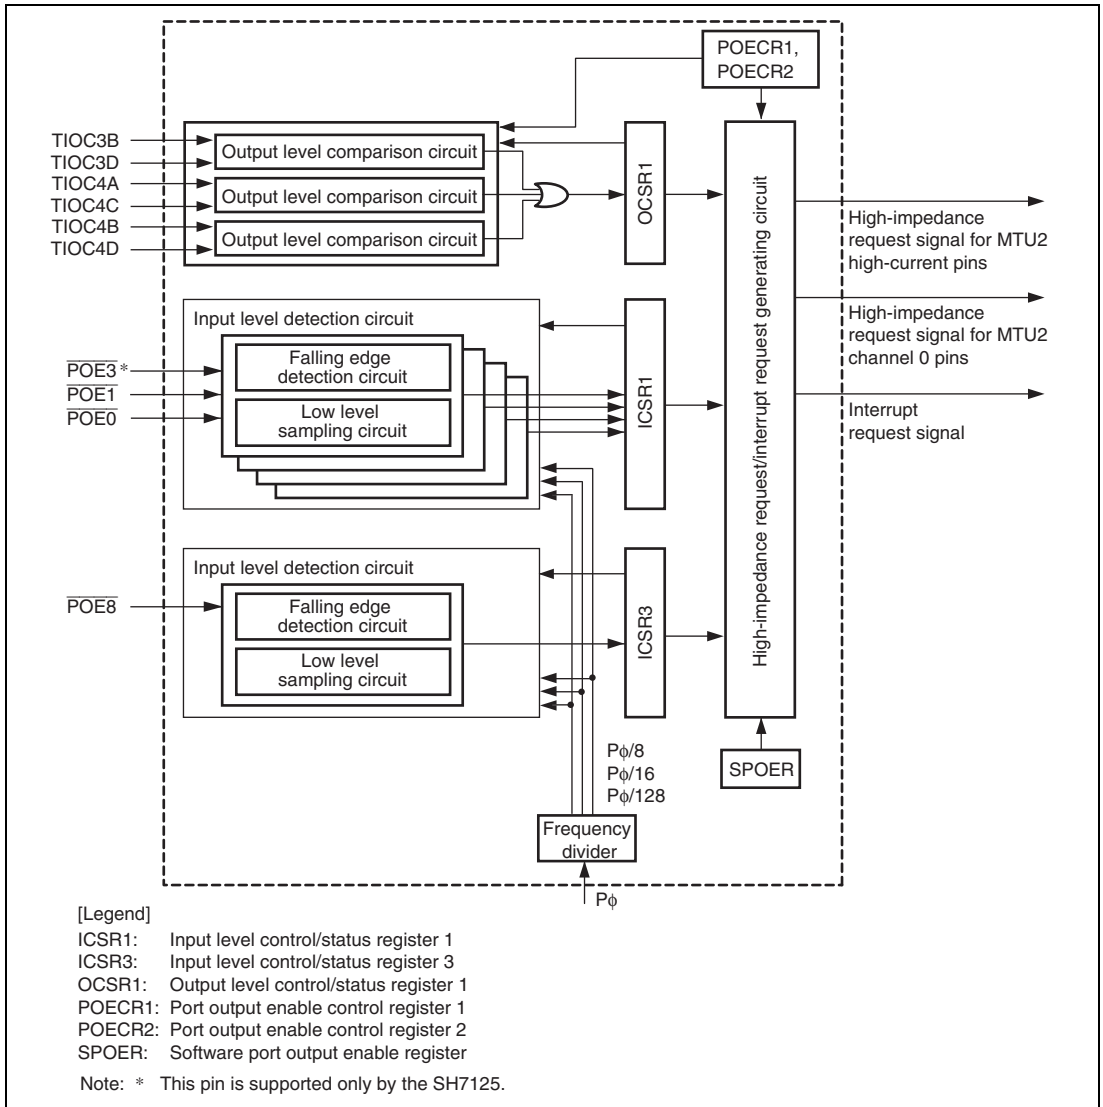 POECR1,
POECR2
TIOC3B
TIOC3D
TIOC4A
TIOC4C
TIOC4B
TIOC4D
Output level comparison circuit
Output level comparison circuit
Output level comparison circuit
OCSR1
High-impedance request/interrupt request generating circuit
High-impedance
request signal for MTU2
high-current pins
High-impedance
request signal for MTU2
channel 0 pins
Interrupt
request signal
Input level detection circuit
Falling edge
detection circuit
Low level
sampling circuit
P̅O̅E̅3̅*
P̅O̅E̅1̅
P̅O̅E̅0̅
ICSR1
Input level detection circuit
Falling edge
detection circuit
Low level
sampling circuit
P̅O̅E̅8̅
ICSR3
Pϕ/8
Pϕ/16
Pϕ/128
SPOER
Frequency
divider
Pϕ
[Legend]
ICSR1: Input level control/status register 1
ICSR3: Input level control/status register 3
OCSR1: Output level control/status register 1
POECR1: Port output enable control register 1
POECR2: Port output enable control register 2
SPOER: Software port output enable register
Note: * This pin is supported only by the SH7125.